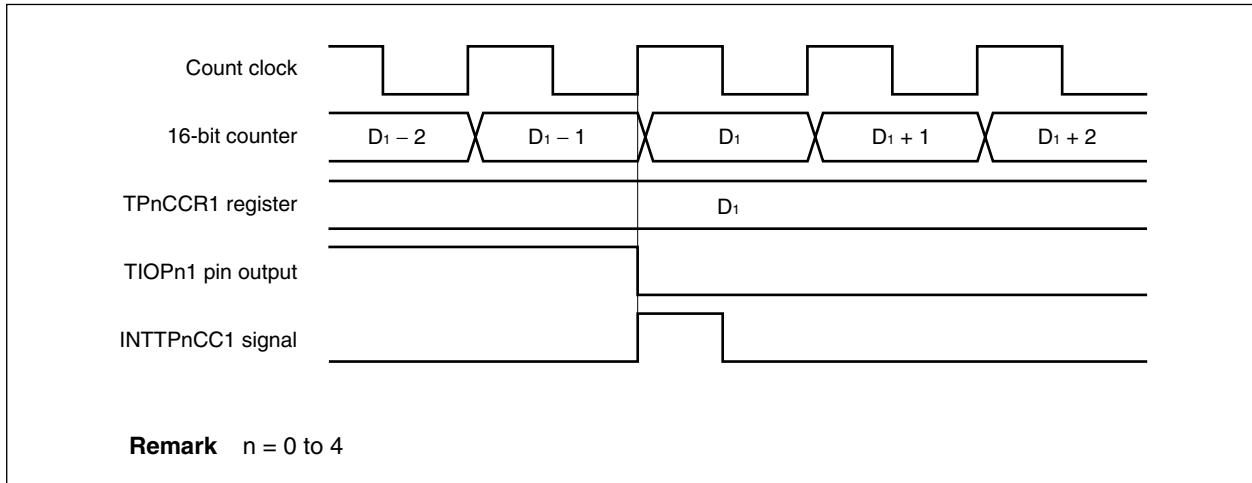 Count clock
16-bit counter D₁ – 2 D₁ – 1 D₁ D₁ + 1 D₁ + 2
TPnCCR1 register D₁
TIOPn1 pin output
INTTPnCC1 signal
Remark n = 0 to 4